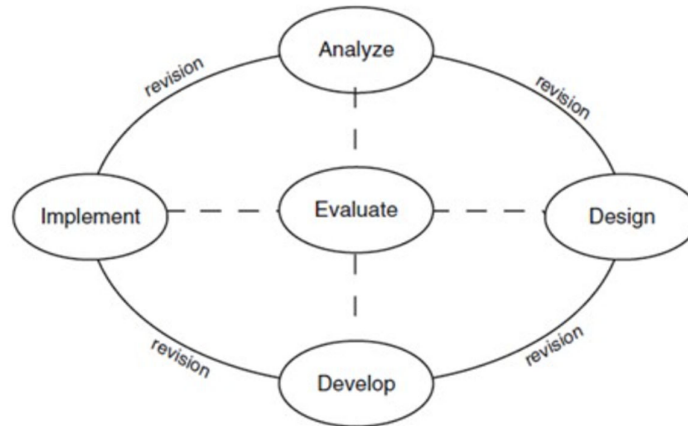 Analyze
revision
revision
Implement
Evaluate
Design
revision
revision
Develop